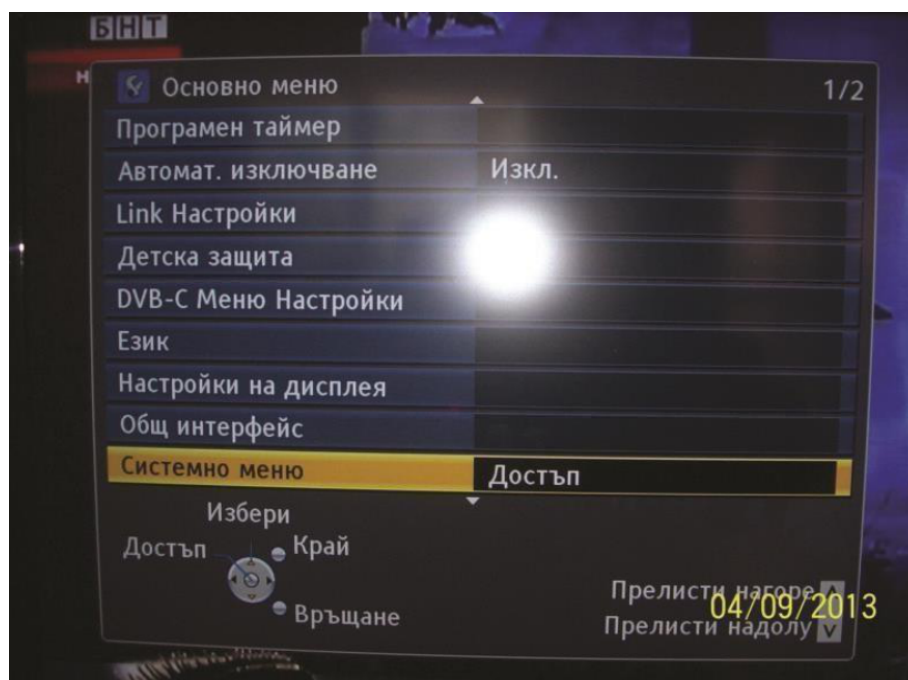 БНТ
Н
Основно меню 1/2
Програмен таймер
Автомат. изключване Изкл.
Link Настройки
Детска защита
DVB-C Меню Настройки
Език
Настройки на дисплея
Общ интерфейс
Системно меню Достъп
Избери
Достъп Край
Връщане
Прелисти нагоре
04/09/2013
Прелисти надолу